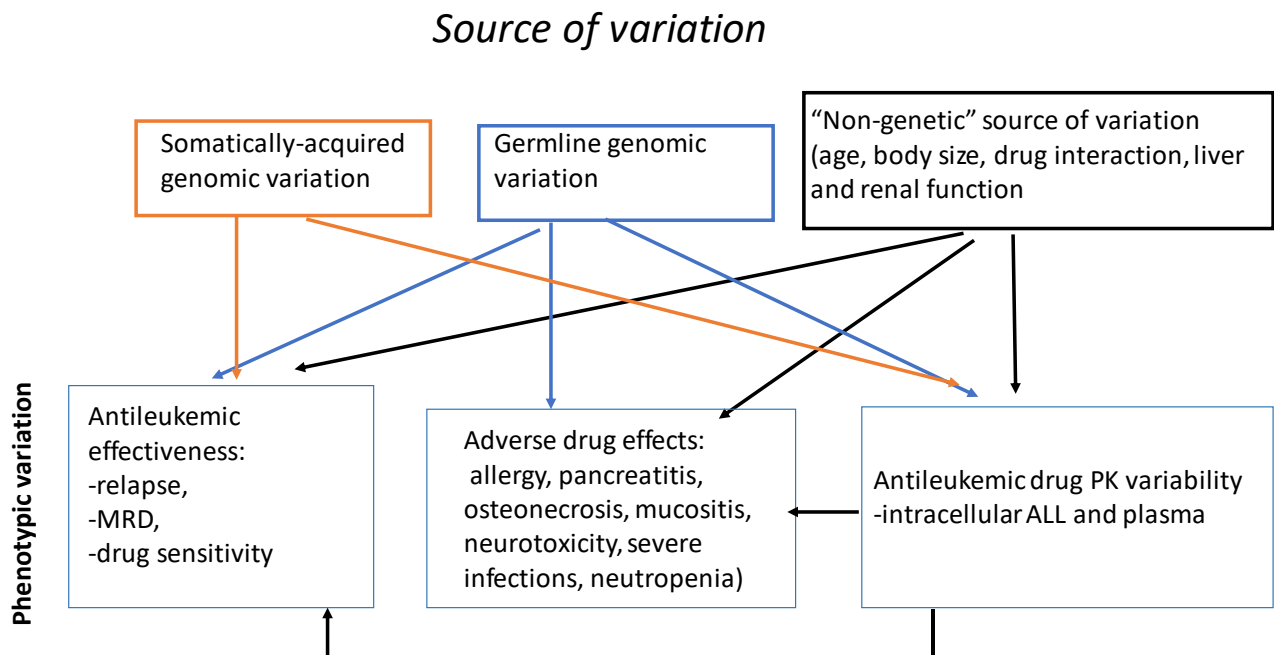 Source of variation
Somatically-acquired
genomic variation
Germline genomic
variation
“Non-genetic” source of variation
(age, body size, drug interaction, liver
and renal function
Phenotypic variation
Antileukemic
effectiveness:
-relapse,
-MRD,
-drug sensitivity
Adverse drug effects:
allergy, pancreatitis,
osteonecrosis, mucositis,
neurotoxicity, severe
infections, neutropenia)
Antileukemic drug PK variability
-intracellular ALL and plasma